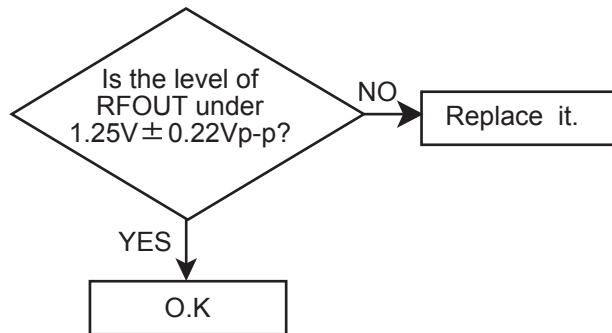 Is the level of
RFOUT under
1.25V ± 0.22Vp-p?
NO
Replace it.
YES
O.K